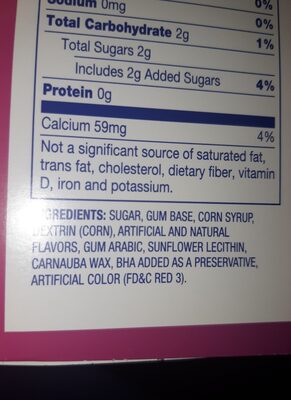 Sodium 0mg 0%
Total Carbohydrate 2g 0%
Total Sugars 2g 1%
Includes 2g Added Sugars 4%
Protein 0g
Calcium 59mg 4%
Not a significant source of saturated fat,
trans fat, cholesterol, dietary fiber, vitamin
D, iron and potassium.
INGREDIENTS: SUGAR, GUM BASE, CORN SYRUP,
DEXTRIN (CORN), ARTIFICIAL AND NATURAL
FLAVORS, GUM ARABIC, SUNFLOWER LECITHIN,
CARNAUBA WAX, BHA ADDED AS A PRESERVATIVE,
ARTIFICIAL COLOR (FD&C RED 3).